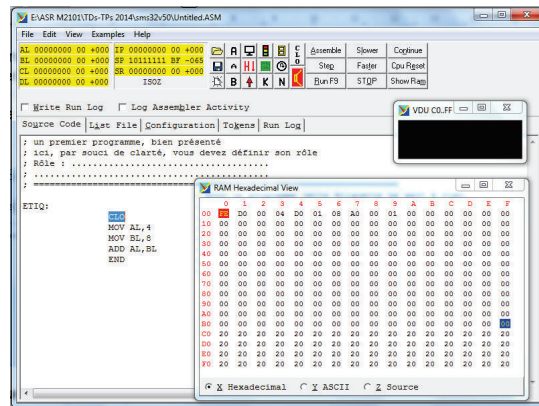 E:\ASR M2101\TDs-TPs 2014\sms32v50\Untitled.ASM
File Edit View Examples Help
AL 00000000 00 +000 IP 00000000 00 +000
BL 00000000 00 +000 SP 10111111 BF -065
CL 00000000 00 +000 SR 00000000 00 +000
DL 00000000 00 +000 ISOZ
C L O
Assemble Slower Continue
Step Faster Cpu Reset
Run F9 STOP Show Ram
Write Run Log Log Assembler Activity
Source Code List File Configuration Tokens Run Log
VDU C0..FF
; un premier programme, bien présenté
; ici, par souci de clarté, vous devez définir son rôle
; Rôle : ....................................
; ....................................
ETIQ:
CLO
MOV AL,4
MOV BL,8
ADD AL,BL
END
RAM Hexadecimal View
0 1 2 3 4 5 6 7 8 9 A B C D E F
00 FE D0 00 04 D0 01 08 A0 00 01 00 00 00 00 00 00
10 00 00 00 00 00 00 00 00 00 00 00 00 00 00 00 00
20 00 00 00 00 00 00 00 00 00 00 00 00 00 00 00 00
30 00 00 00 00 00 00 00 00 00 00 00 00 00 00 00 00
40 00 00 00 00 00 00 00 00 00 00 00 00 00 00 00 00
50 00 00 00 00 00 00 00 00 00 00 00 00 00 00 00 00
60 00 00 00 00 00 00 00 00 00 00 00 00 00 00 00 00
70 00 00 00 00 00 00 00 00 00 00 00 00 00 00 00 00
80 00 00 00 00 00 00 00 00 00 00 00 00 00 00 00 00
90 00 00 00 00 00 00 00 00 00 00 00 00 00 00 00 00
A0 00 00 00 00 00 00 00 00 00 00 00 00 00 00 00 00
B0 00 00 00 00 00 00 00 00 00 00 00 00 00 00 00 00
C0 20 20 20 20 20 20 20 20 20 20 20 20 20 20 20 20
D0 20 20 20 20 20 20 20 20 20 20 20 20 20 20 20 20
E0 20 20 20 20 20 20 20 20 20 20 20 20 20 20 20 20
F0 20 20 20 20 20 20 20 20 20 20 20 20 20 20 20 20
X Hexadecimal Y ASCII Z Source